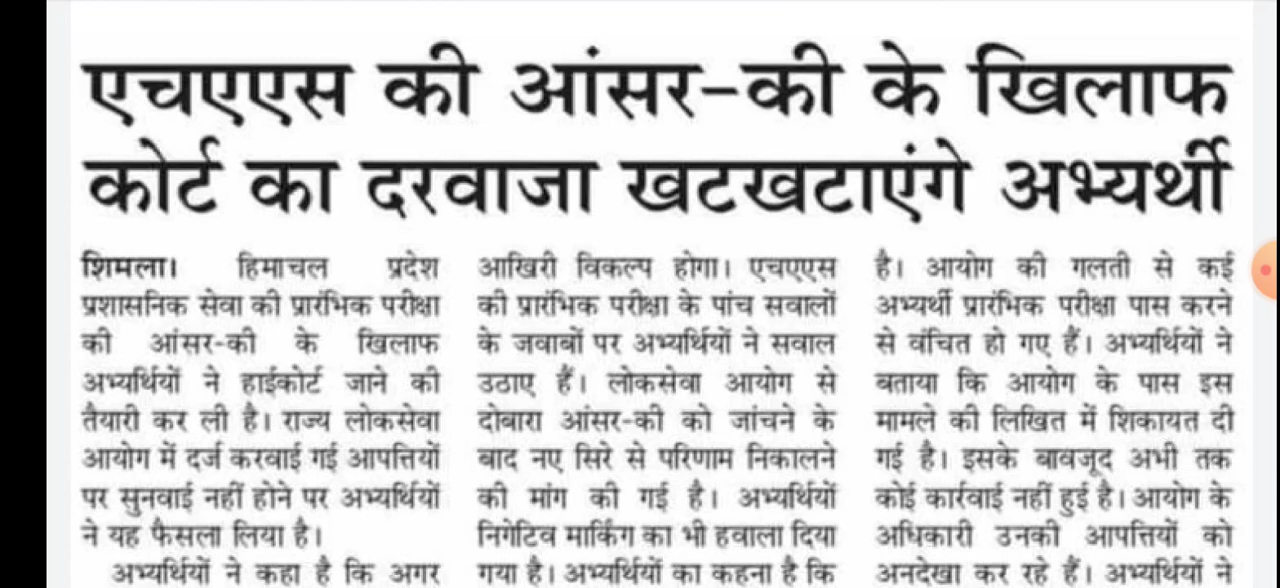 एचएएस की आंसर-की के खिलाफ
कोर्ट का दरवाजा खटखटाएंगे अभ्यर्थी
शिमला। हिमाचल प्रदेश
प्रशासनिक सेवा की प्रारंभिक परीक्षा
की आंसर-की के खिलाफ
अभ्यर्थियों ने हाईकोर्ट जाने की
तैयारी कर ली है। राज्य लोकसेवा
आयोग में दर्ज करवाई गई आपत्तियों
पर सुनवाई नहीं होने पर अभ्यर्थियों
ने यह फैसला लिया है।
अभ्यर्थियों ने कहा है कि अगर
आखिरी विकल्प होगा। एचएएस
की प्रारंभिक परीक्षा के पांच सवालों
के जवाबों पर अभ्यर्थियों ने सवाल
उठाए हैं। लोकसेवा आयोग से
दोबारा आंसर-की को जांचने के
बाद नए सिरे से परिणाम निकालने
की मांग की गई है। अभ्यर्थियों
निगेटिव मार्किंग का भी हवाला दिया
गया है। अभ्यर्थियों का कहना है कि
है। आयोग की गलती से कई
अभ्यर्थी प्रारंभिक परीक्षा पास करने
से वंचित हो गए हैं। अभ्यर्थियों ने
बताया कि आयोग के पास इस
मामले की लिखित में शिकायत दी
गई है। इसके बावजूद अभी तक
कोई कार्रवाई नहीं हुई है। आयोग के
अधिकारी उनकी आपत्तियों को
अनदेखा कर रहे हैं। अभ्यर्थियों ने